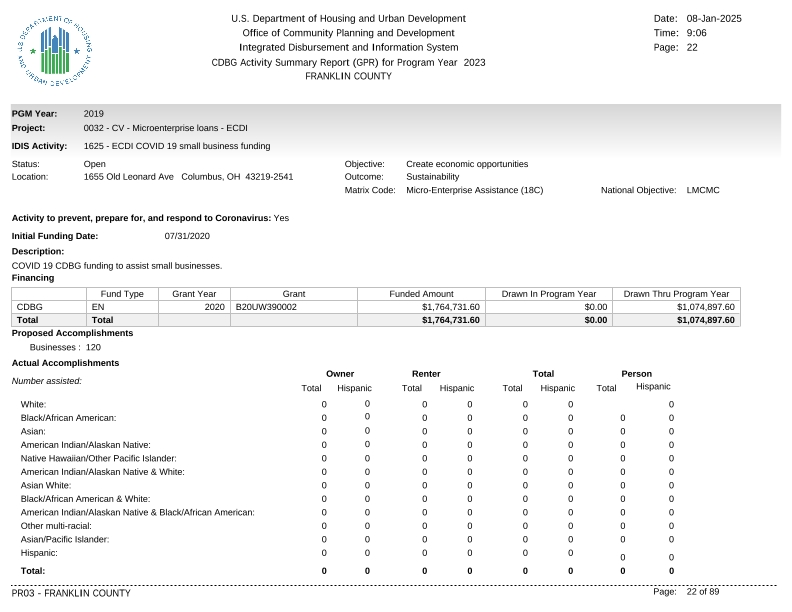 U.S. DEPARTMENT OF HOUSING AND URBAN DEVELOPMENT
U.S. Department of Housing and Urban Development
Office of Community Planning and Development
Integrated Disbursement and Information System
CDBG Activity Summary Report (GPR) for Program Year 2023
FRANKLIN COUNTY
Date: 08-Jan-2025
Time: 9:06
Page: 22
PGM Year: 2019
Project: 0032 - CV - Microenterprise loans - ECDI
IDIS Activity: 1625 - ECDI COVID 19 small business funding
Status: Open Objective: Create economic opportunities
Location: 1655 Old Leonard Ave Columbus, OH 43219-2541 Outcome: Sustainability
Matrix Code: Micro-Enterprise Assistance (18C) National Objective: LMCMC
Activity to prevent, prepare for, and respond to Coronavirus: Yes
Initial Funding Date: 07/31/2020
Description:
COVID 19 CDBG funding to assist small businesses.
Financing
Fund Type Grant Year Grant Funded Amount Drawn In Program Year Drawn Thru Program Year
CDBG EN 2020 B20UW390002 $1,764,731.60 $0.00 $1,074,897.60
Total Total $1,764,731.60 $0.00 $1,074,897.60
Proposed Accomplishments
Businesses : 120
Actual Accomplishments
Number assisted:
Owner Renter Total Person
Total Hispanic Total Hispanic Total Hispanic Total Hispanic
White: 0 0 0 0 0 0 0
Black/African American: 0 0 0 0 0 0 0 0
Asian: 0 0 0 0 0 0 0 0
American Indian/Alaskan Native: 0 0 0 0 0 0 0 0
Native Hawaiian/Other Pacific Islander: 0 0 0 0 0 0 0 0
American Indian/Alaskan Native & White: 0 0 0 0 0 0 0 0
Asian White: 0 0 0 0 0 0 0 0
Black/African American & White: 0 0 0 0 0 0 0 0
American Indian/Alaskan Native & Black/African American: 0 0 0 0 0 0 0 0
Other multi-racial: 0 0 0 0 0 0 0 0
Asian/Pacific Islander: 0 0 0 0 0 0 0 0
Hispanic: 0 0 0 0 0 0 0 0
Total: 0 0 0 0 0 0 0 0
PR03 - FRANKLIN COUNTY Page: 22 of 89